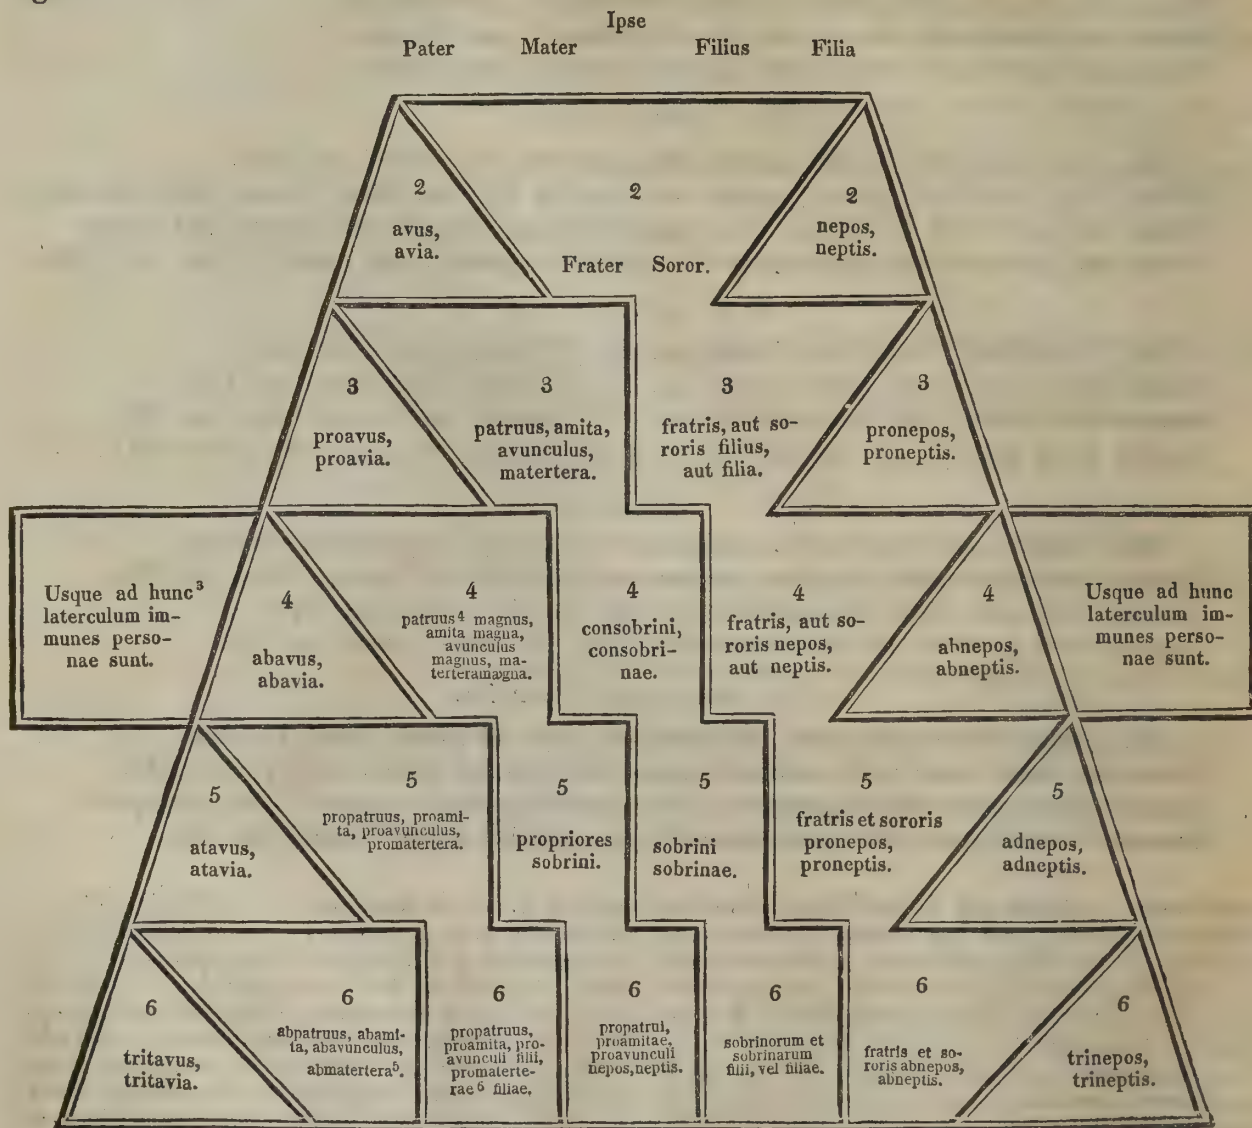 Ipse
Pater Mater Filius Filia
2
avus,
avia.
2
Frater Soror.
2
nepos,
neptis.
3
proavus,
proavia.
3
patruus, amita,
avunculus,
matertera.
3
fratris, aut so-
roris filius,
aut filia.
3
pronepos,
proneptis.
Usque ad hunc³
laterculum im-
munes perso-
nae sunt.
4
abavus,
abavia.
4
patruus⁴ magnus,
amita magna,
avunculus
magnus, ma-
terteramagna.
4
consobrini,
consobri-
nae.
4
fratris, aut so-
roris nepos,
aut neptis.
4
abnepos,
abneptis.
Usque ad hunc
laterculum im-
munes perso-
nae sunt.
5
atavus,
atavia.
5
propatruus, proami-
ta, proavunculus,
promatertera.
5
propriores
sobrini.
5
sobrini
sobrinae.
5
fratris et sororis
pronepos,
proneptis.
5
adnepos,
adneptis.
6
tritavus,
tritavia.
6
abpatruus, abami-
ta, abavunculus,
abmatertera⁵.
6
propatruus,
proamita, pro-
avunculi filii,
promaterte-
rae⁶ filiae.
6
propatrui,
proamitae,
proavunculi
nepos,neptis.
6
sobrinorum et
sobrinarum
filii, vel filiae.
6
fratris et so-
roris abnepos,
abneptis.
6
trinepos,
trineptis.